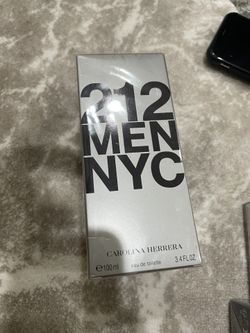 212
MEN
NYC
CAROLINA HERRERA
e 100 ml eau de toilette 3.4 FL.OZ.